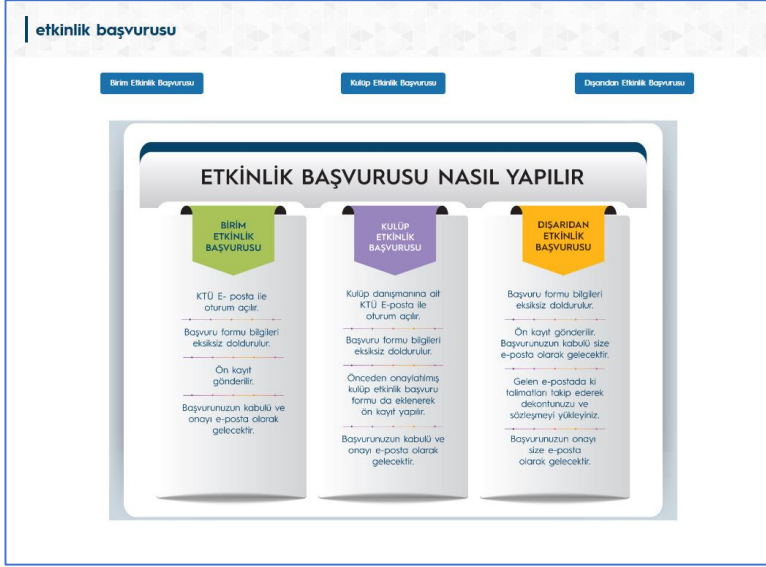 etkinlik başvurusu
Birim Etkinlik Başvurusu
Kulüp Etkinlik Başvurusu
Dışarıdan Etkinlik Başvurusu
ETKİNLİK BAŞVURUSU NASIL YAPILIR
BİRİM
ETKİNLİK
BAŞVURUSU
KTÜ E- posta ile
oturum açılır.
Başvuru formu bilgileri
eksiksiz doldurulur.
Ön kayıt
gönderilir.
Başvurunuzun kabulü ve
onayı e-posta olarak
gelecektir.
KULÜP
ETKİNLİK
BAŞVURUSU
Kulüp danışmanına ait
KTÜ E-posta ile
oturum açılır.
Başvuru formu bilgileri
eksiksiz doldurulur.
Önceden onaylatılmış
kulüp etkinlik başvuru
formu da eklenerek
ön kayıt yapılır.
Başvurunuzun kabulü ve
onayı e-posta olarak
gelecektir.
DIŞARIDAN
ETKİNLİK
BAŞVURUSU
Başvuru formu bilgileri
eksiksiz doldurulur.
Ön kayıt gönderilir.
Başvurunuzun kabulü size
e-posta olarak gelecektir.
Gelen e-postada ki
talimatları takip ederek
dekontunuzu ve
sözleşmeyi yükleyiniz.
Başvurunuzun onayı
size e-posta
olarak gelecektir.